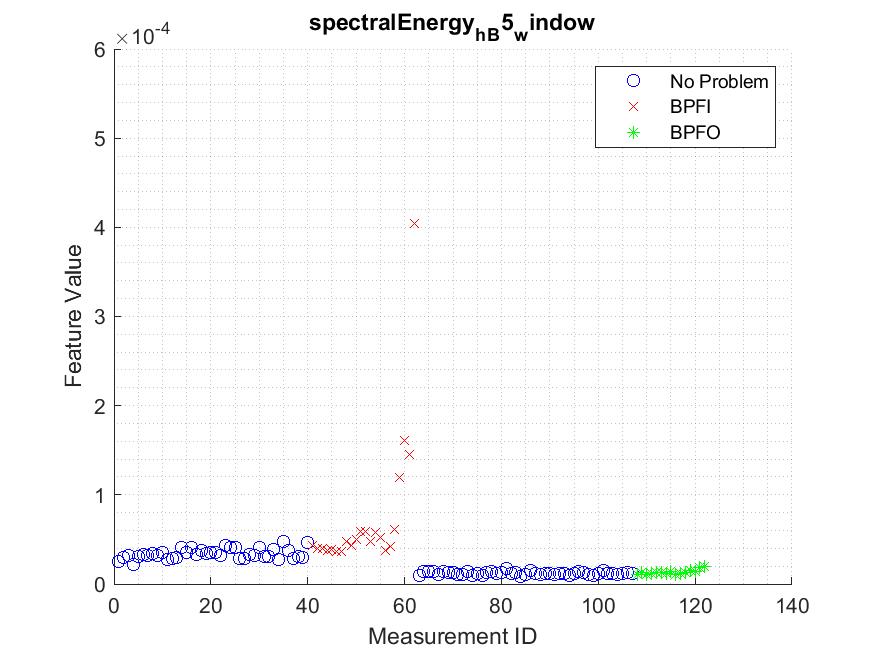 spectralEnergy_hB5_window
×10^-4
6
5
4
3
2
1
0
0 20 40 60 80 100 120 140
Feature Value
Measurement ID
No Problem
BPFI
BPFO